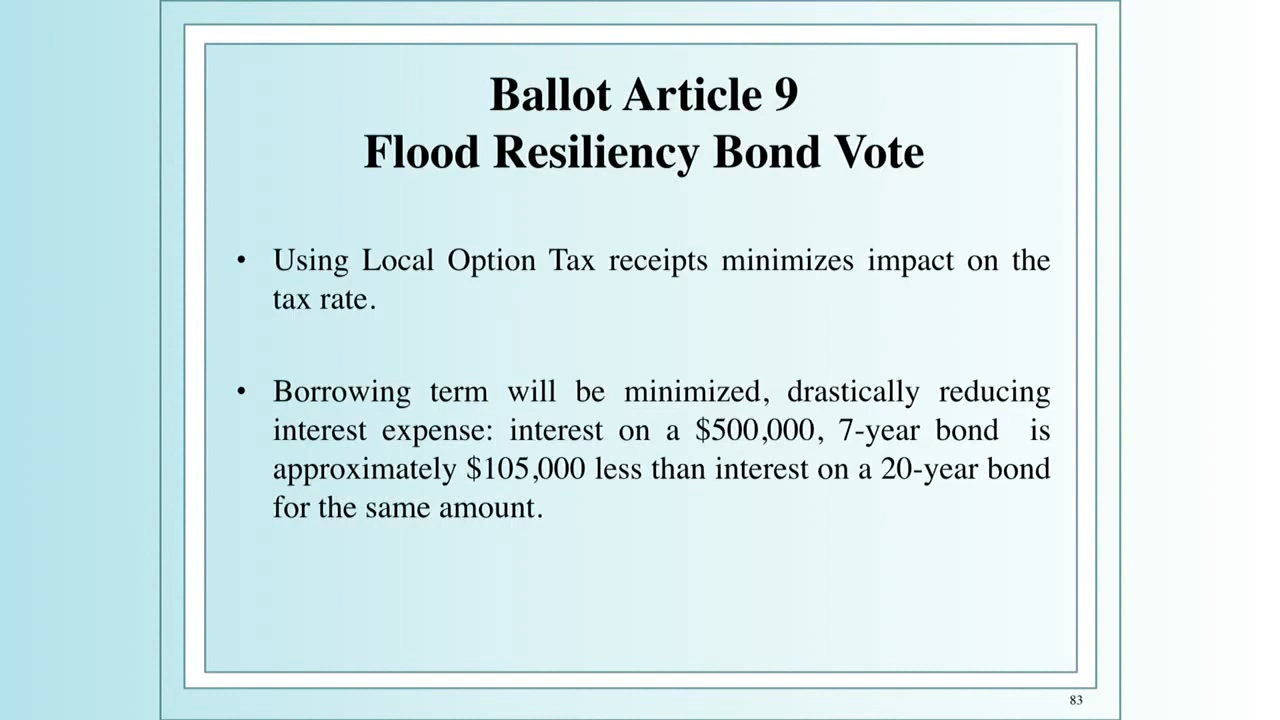 Ballot Article 9
Flood Resiliency Bond Vote
• Using Local Option Tax receipts minimizes impact on the
tax rate.
• Borrowing term will be minimized, drastically reducing
interest expense: interest on a $500,000, 7-year bond is
approximately $105,000 less than interest on a 20-year bond
for the same amount.
83